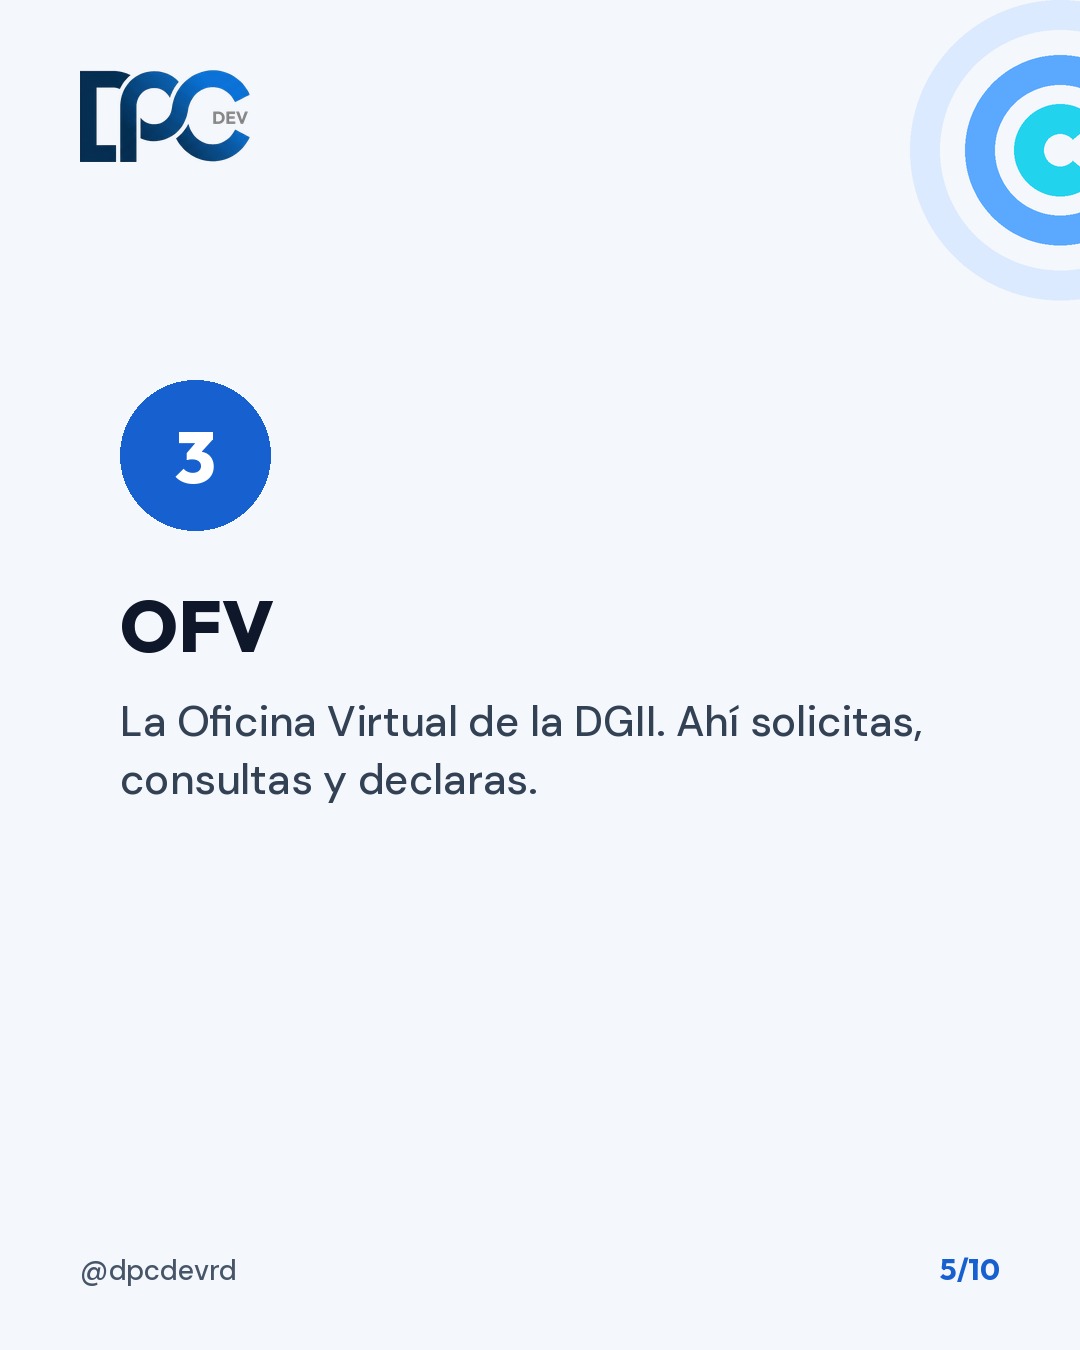 DPC
DEV
3
OFV
La Oficina Virtual de la DGII. Ahí solicitas,
consultas y declaras.
@dpcdevrd
5/10